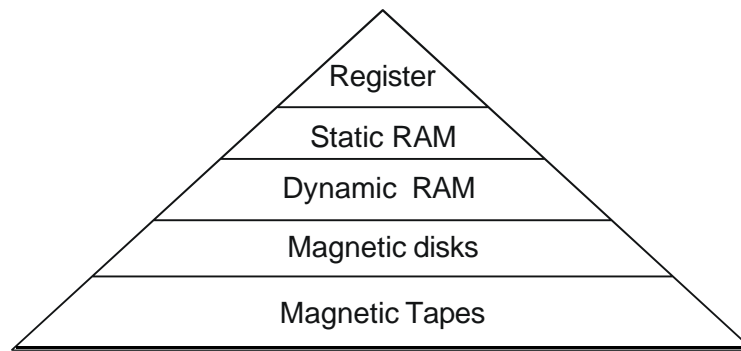 Register
Static RAM
Dynamic RAM
Magnetic disks
Magnetic Tapes